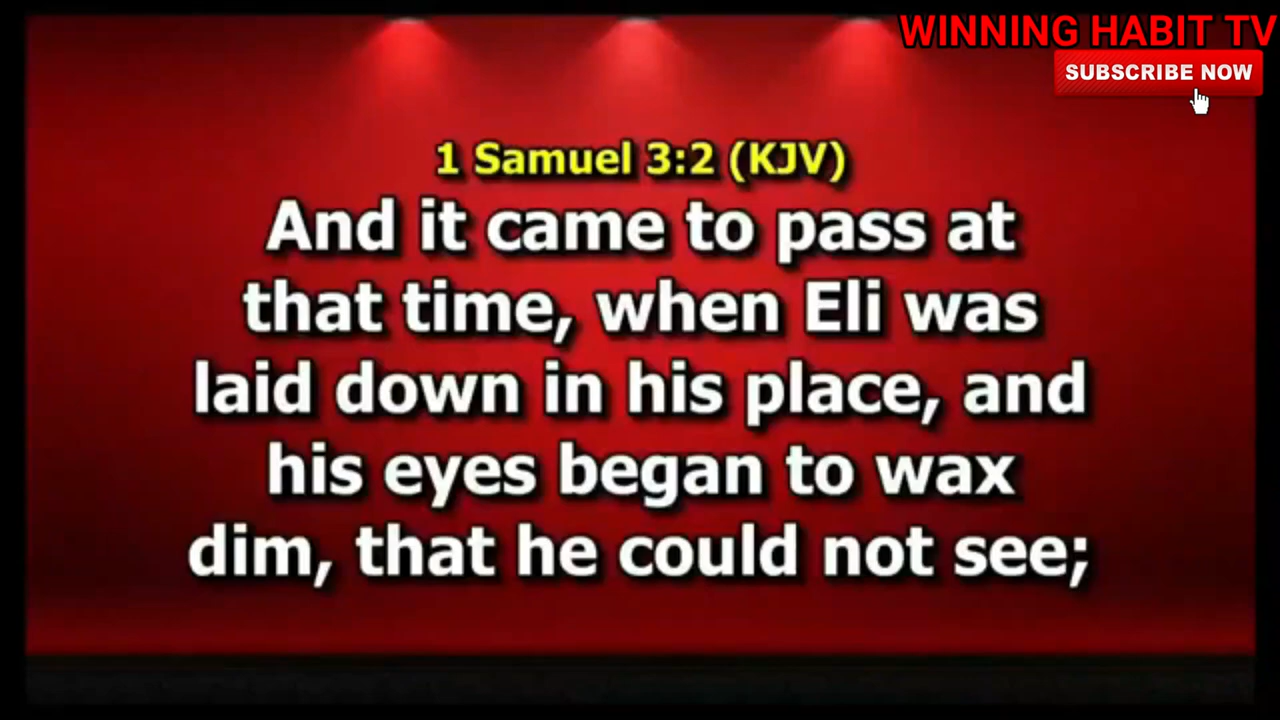 WINNING HABIT TV
SUBSCRIBE NOW
1 Samuel 3:2 (KJV)
And it came to pass at
that time, when Eli was
laid down in his place, and
his eyes began to wax
dim, that he could not see;